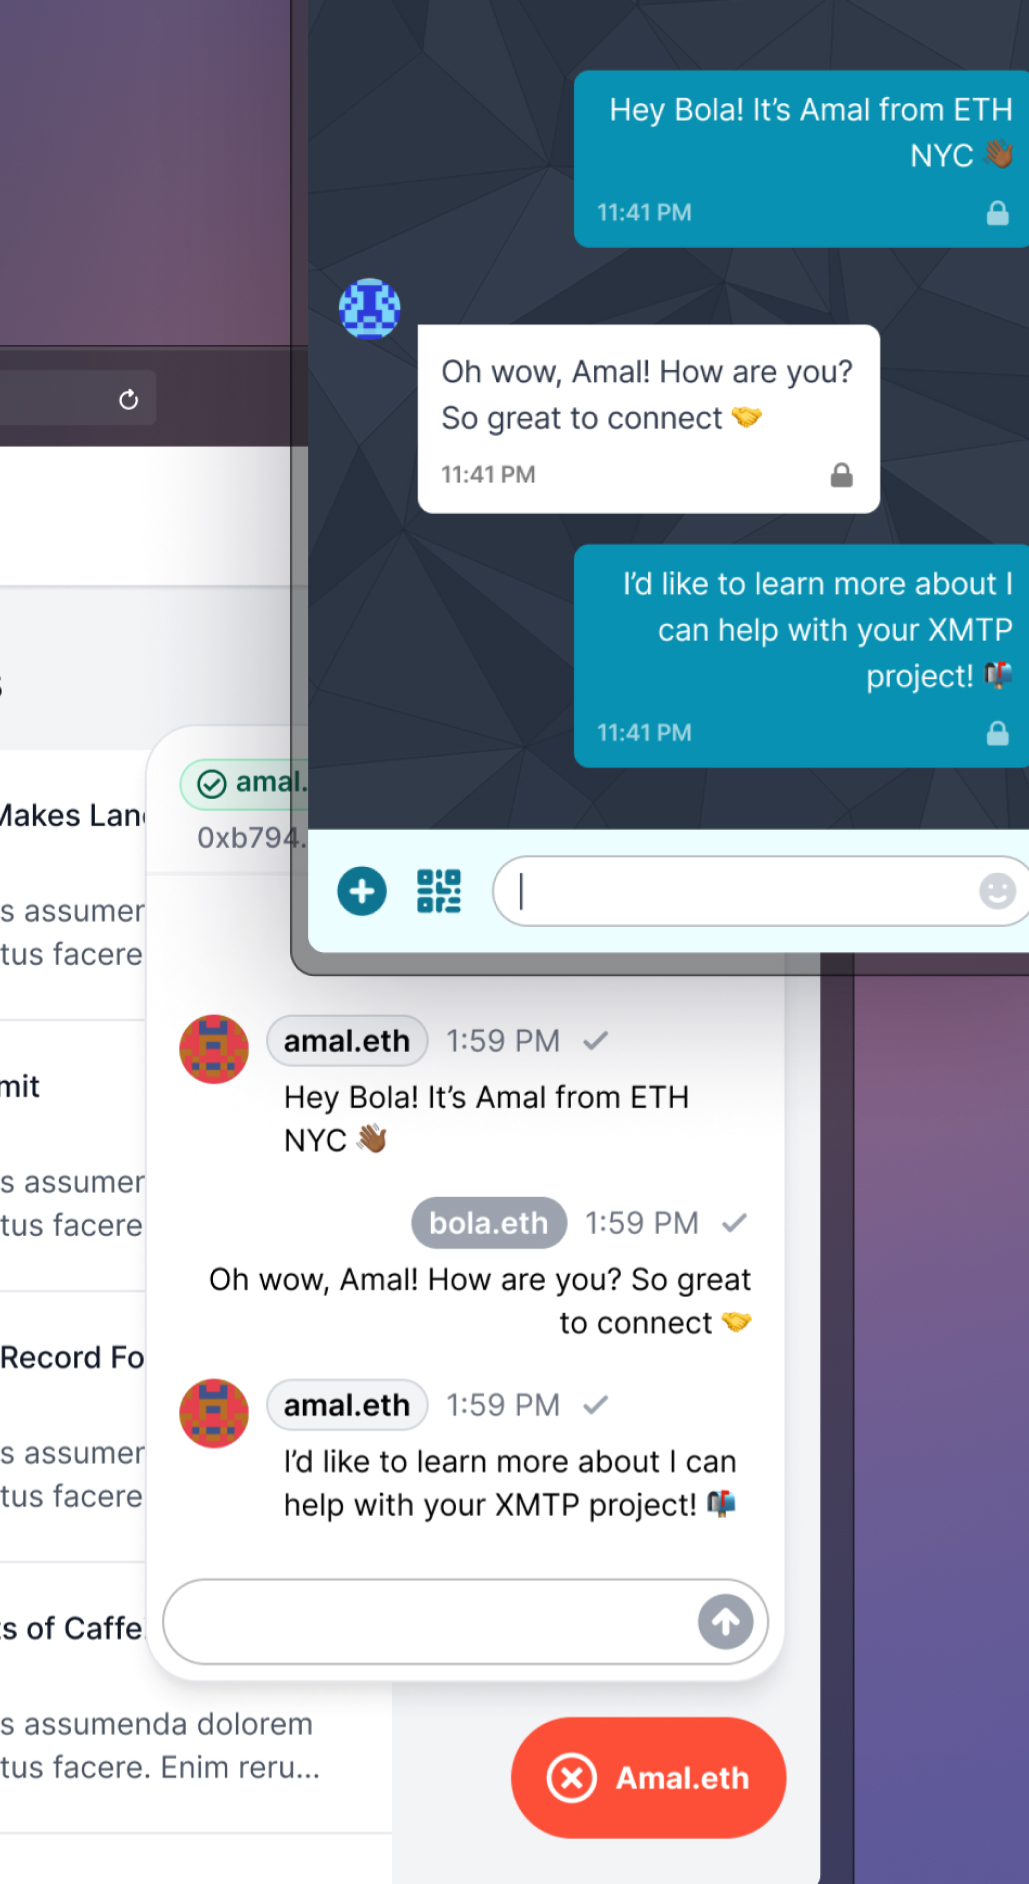 Hey Bola! It’s Amal from ETH
NYC 👋🏾
11:41 PM
Oh wow, Amal! How are you?
So great to connect 🤝
11:41 PM
I’d like to learn more about I
can help with your XMTP
project! 📬
11:41 PM
amal.
0xb794.
amal.eth 1:59 PM
Hey Bola! It’s Amal from ETH
NYC 👋🏾
bola.eth 1:59 PM
Oh wow, Amal! How are you? So great
to connect 🤝
amal.eth 1:59 PM
I’d like to learn more about I can
help with your XMTP project! 📬
Makes Lan
s assumen
tus facere
mit
s assumen
tus facere
Record Fo
s assumen
tus facere
s of Caffe
s assumenda dolorem
tus facere. Enim reru...
Amal.eth